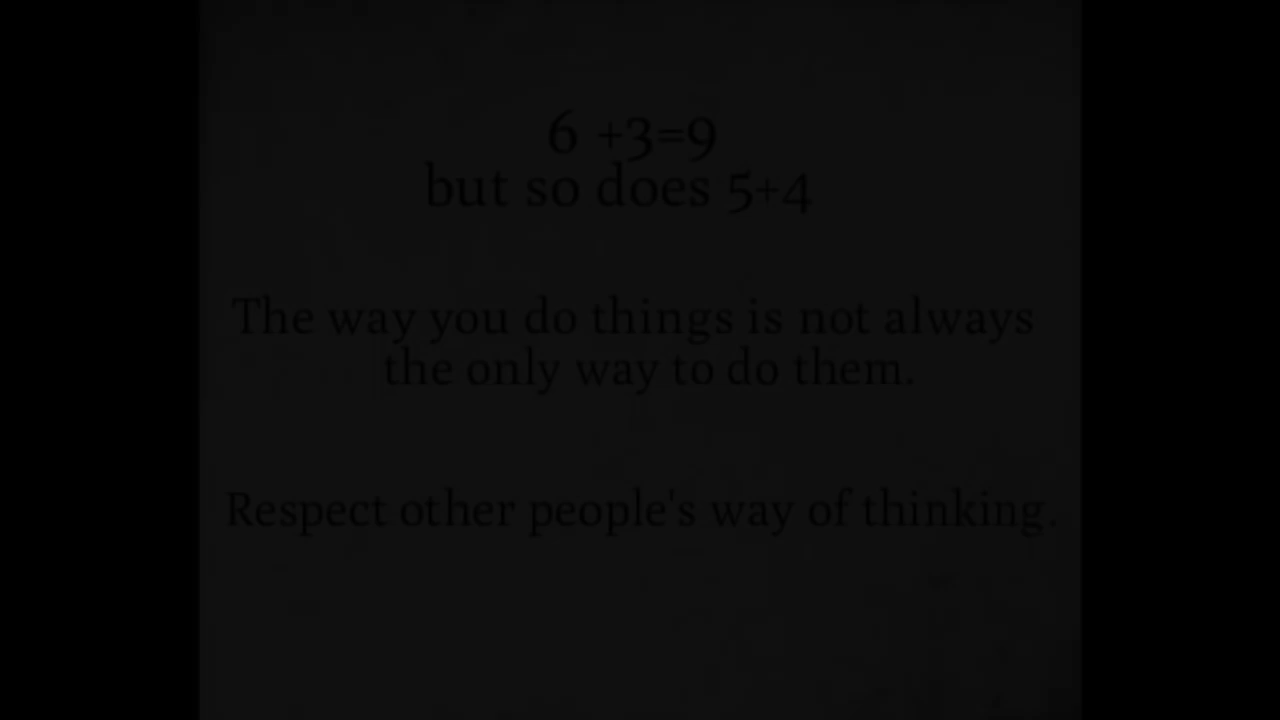 6 +3=9
but so does 5+4
The way you do things is not always
the only way to do them.
Respect other people's way of thinking.